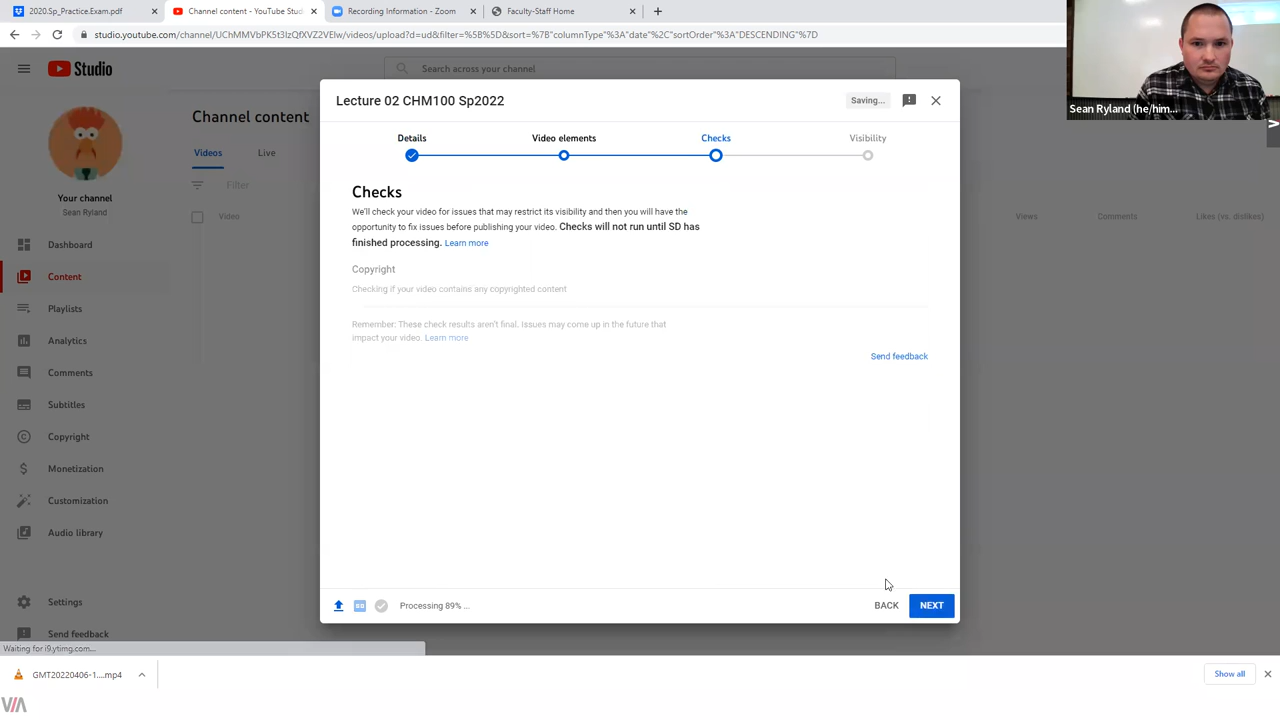 2020.Sp_Practice.Exam.pdf
Channel content - YouTube Stud
Recording Information - Zoom
Faculty-Staff Home
studio.youtube.com/channel/UChMMVbPK5t3IzQfXVZ2VElw/videos/upload?d=ud&filter=%5B%5D&sort=%7B"columnType"%3A"date"%2C"sortOrder"%3A"DESCENDING"%7D
Sean Ryland (he/him...
Studio
Search across your channel
Your channel
Sean Ryland
Dashboard
Content
Playlists
Analytics
Comments
Subtitles
Copyright
Monetization
Customization
Audio library
Settings
Send feedback
Channel content
Videos
Live
Filter
Video
Views
Comments
Likes (vs. dislikes)
Lecture 02 CHM100 Sp2022
Saving...
Details
Video elements
Checks
Visibility
Checks
We'll check your video for issues that may restrict its visibility and then you will have the
opportunity to fix issues before publishing your video. Checks will not run until SD has
finished processing. Learn more
Copyright
Checking if your video contains any copyrighted content
Remember: These check results aren't final. Issues may come up in the future that
impact your video. Learn more
Send feedback
Processing 89% ...
BACK
NEXT
Waiting for i9.ytimg.com...
GMT20220406-1....mp4
Show all
VIA